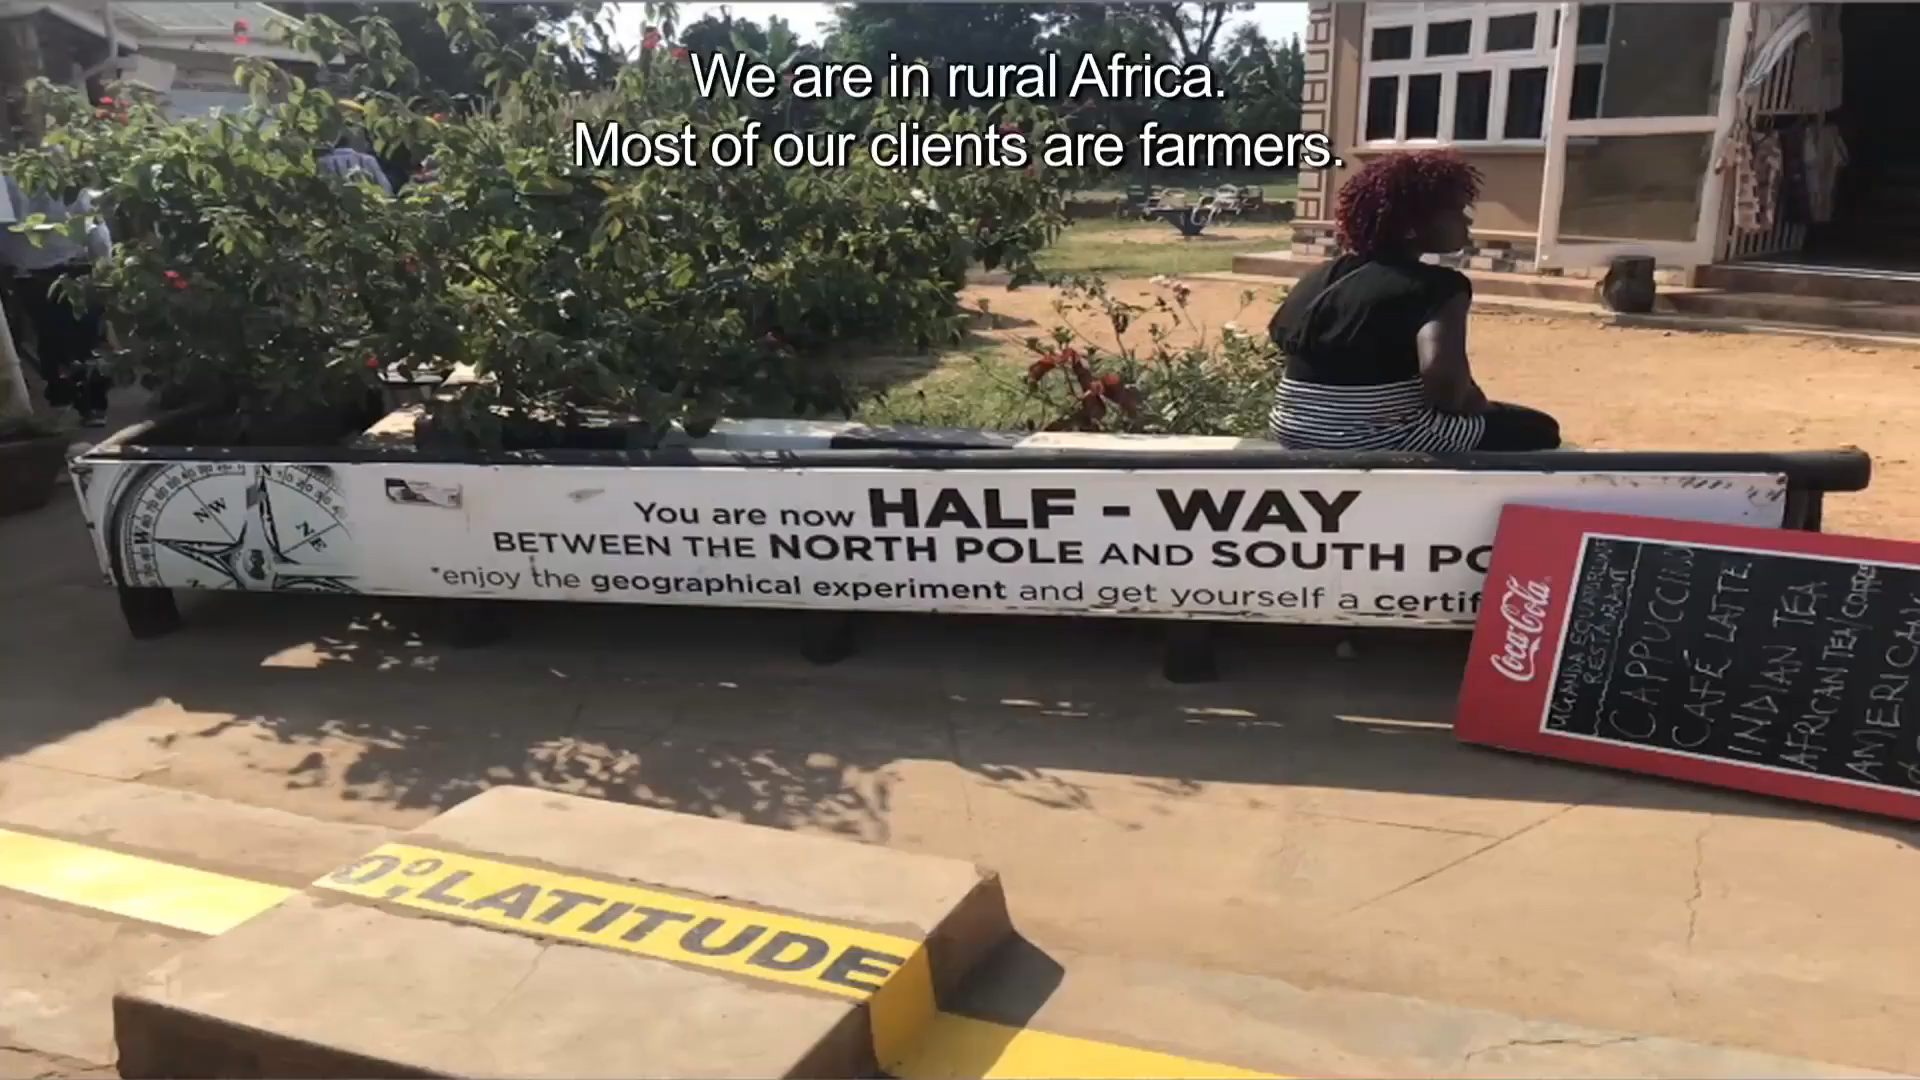 We are in rural Africa.
Most of our clients are farmers.
You are now HALF - WAY
BETWEEN THE NORTH POLE AND SOUTH PO
*enjoy the geographical experiment and get yourself a certif
N
NW
NE
W
Coca-Cola
UGANDA EQUATORLINE
RESTAURANT
CAPPUCCINO
CAFÉ LATTE
INDIAN TEA
AFRICAN TEA/COFFEE
AMERICAN
0° LATITUDE